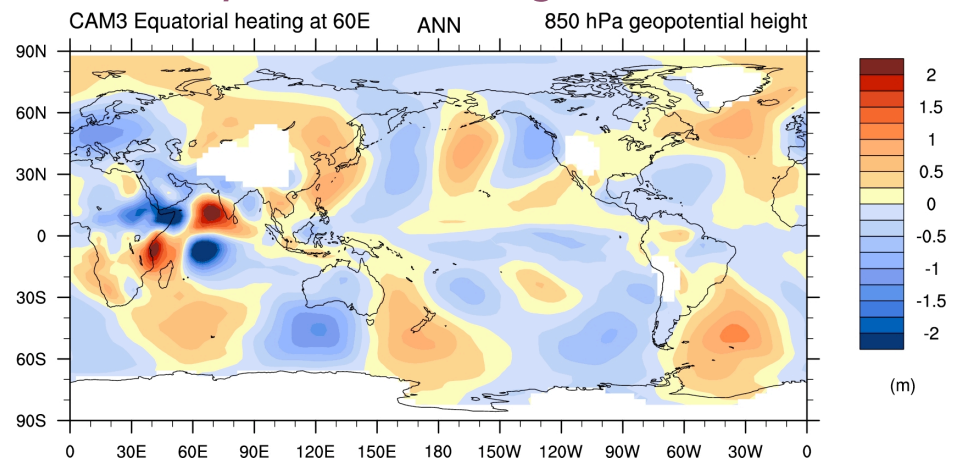 CAM3 Equatorial heating at 60E ANN 850 hPa geopotential height
90N
60N
30N
0
30S
60S
90S
0 30E 60E 90E 120E 150E 180 150W 120W 90W 60W 30W 0
2
1.5
1
0.5
0
-0.5
-1
-1.5
-2
(m)